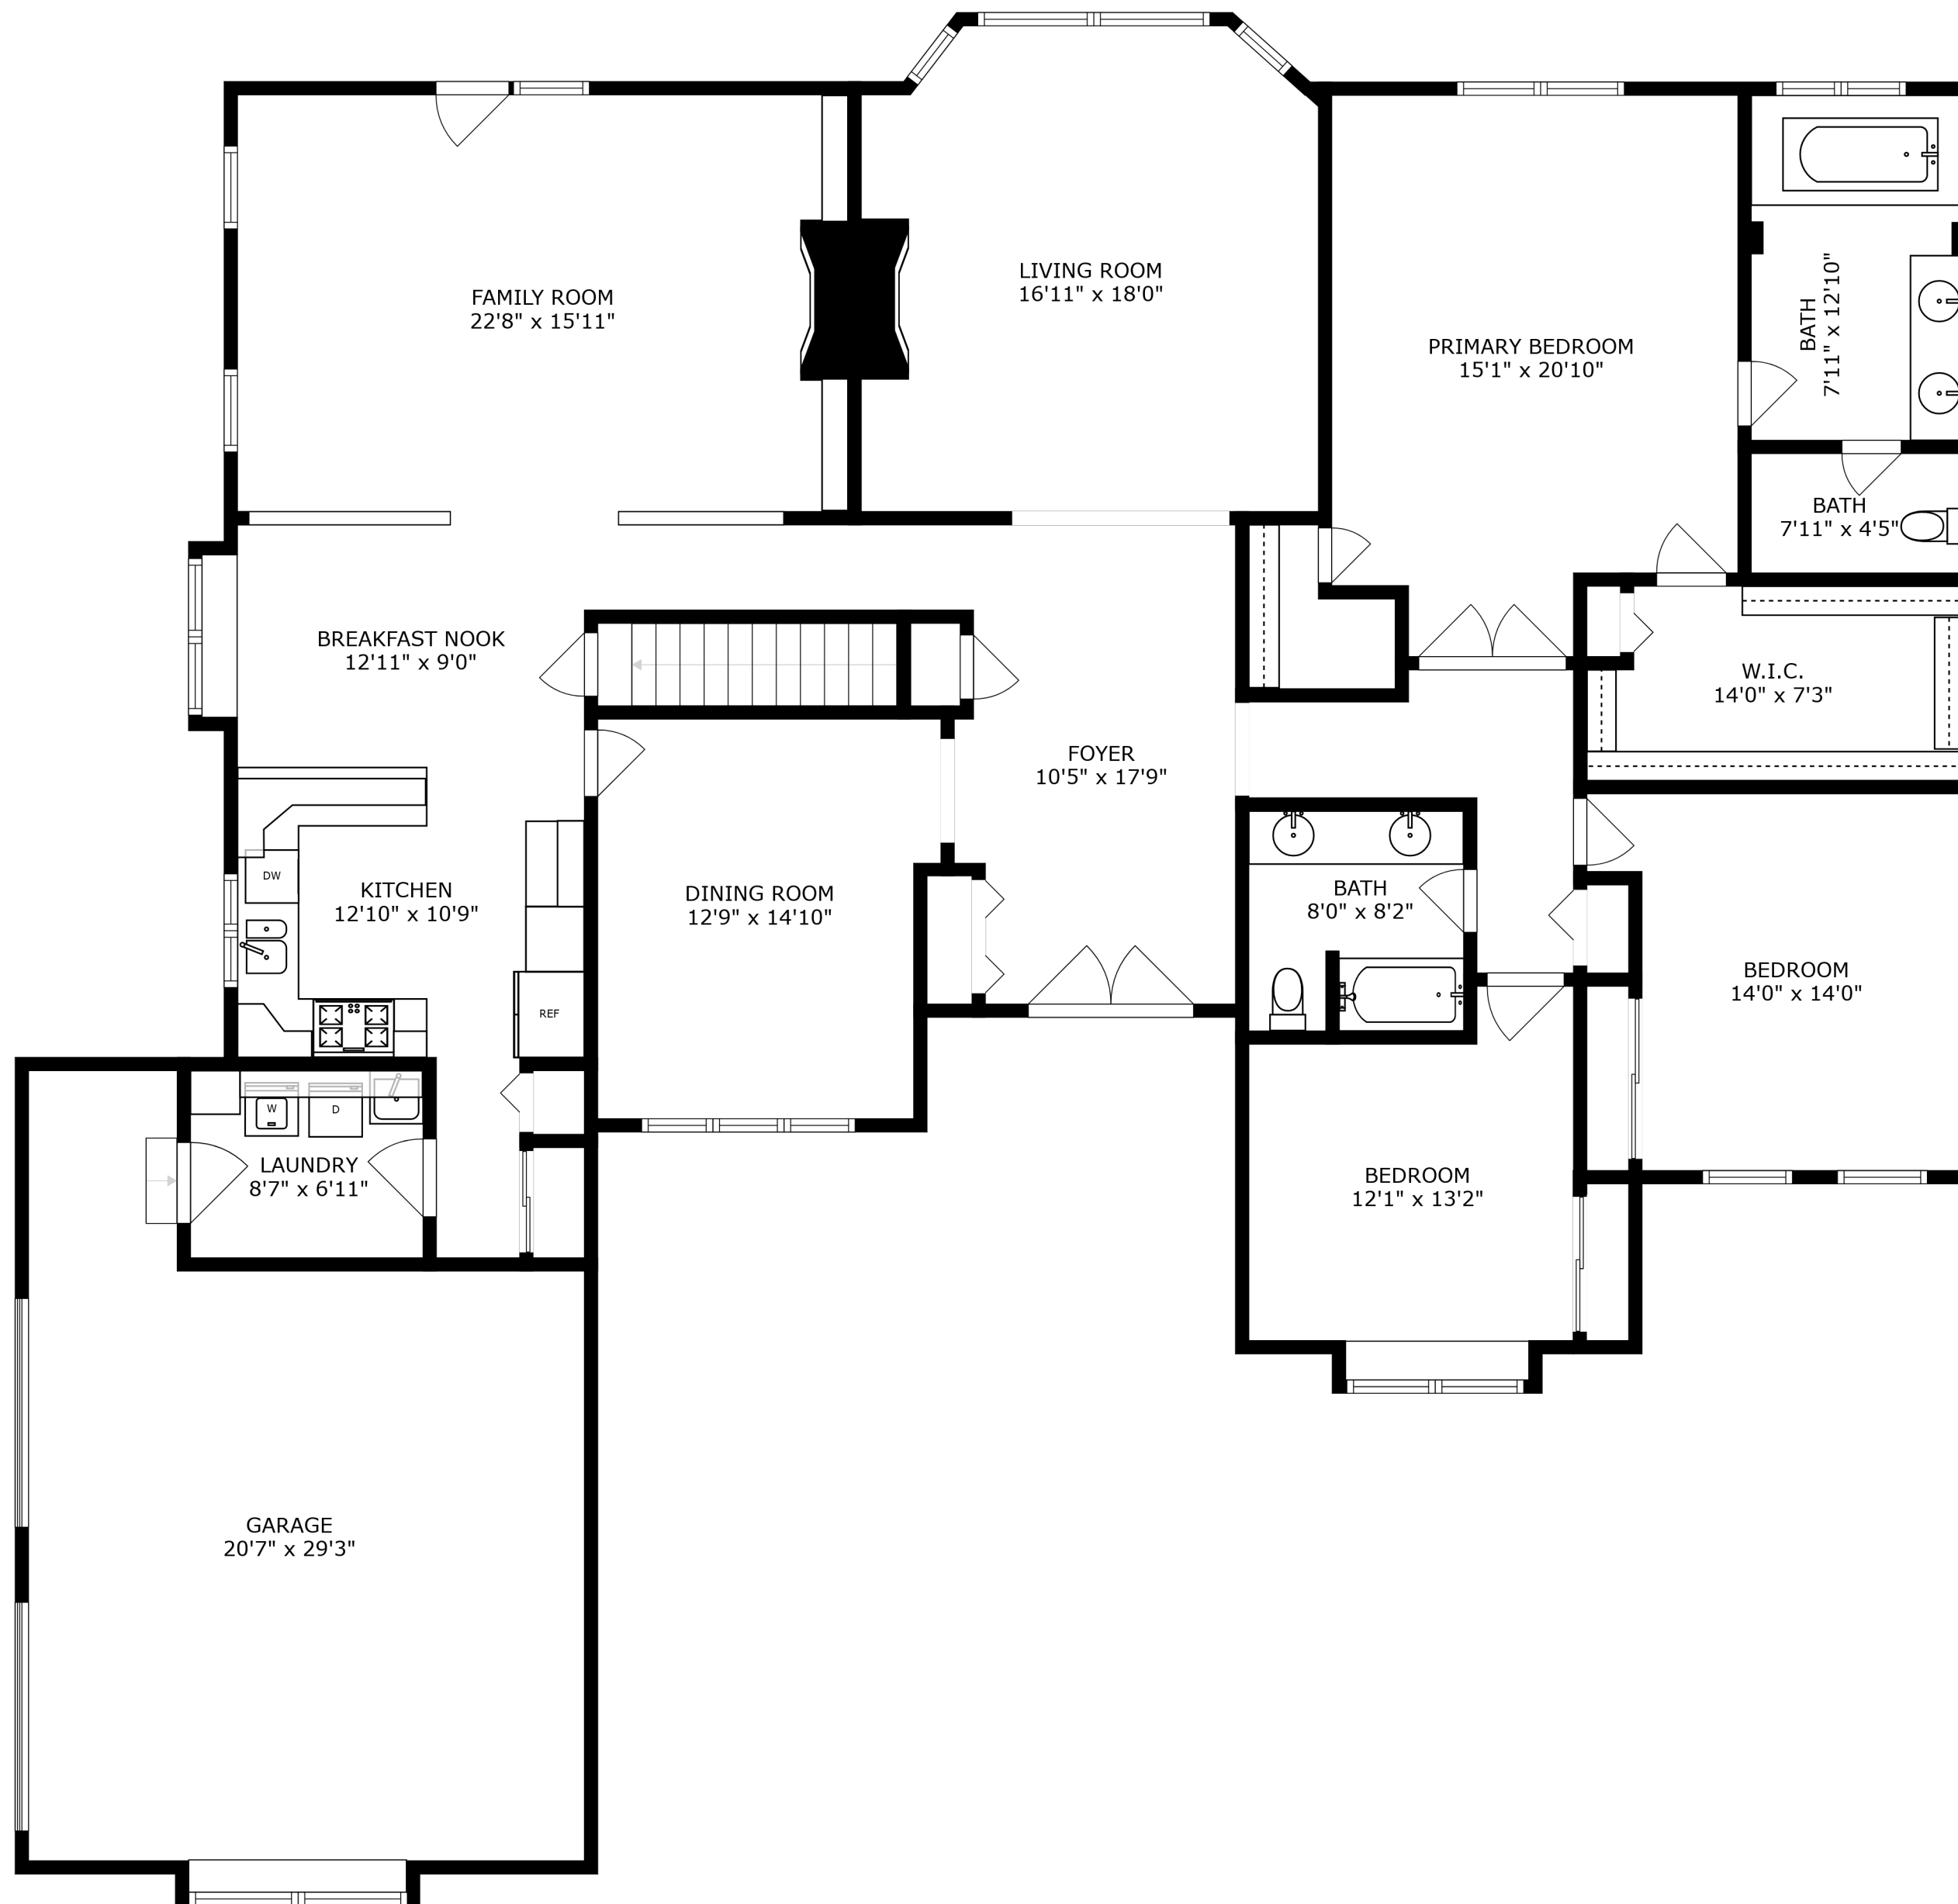 LIVING ROOM
16'11" x 18'0"
FAMILY ROOM
22'8" x 15'11"
PRIMARY BEDROOM
15'1" x 20'10"
BATH
7'11" x 12'10"
BATH
7'11" x 4'5"
BREAKFAST NOOK
12'11" x 9'0"
W.I.C.
14'0" x 7'3"
FOYER
10'5" x 17'9"
DW
KITCHEN
12'10" x 10'9"
DINING ROOM
12'9" x 14'10"
BATH
8'0" x 8'2"
BEDROOM
14'0" x 14'0"
REF
W
D
LAUNDRY
8'7" x 6'11"
BEDROOM
12'1" x 13'2"
GARAGE
20'7" x 29'3"